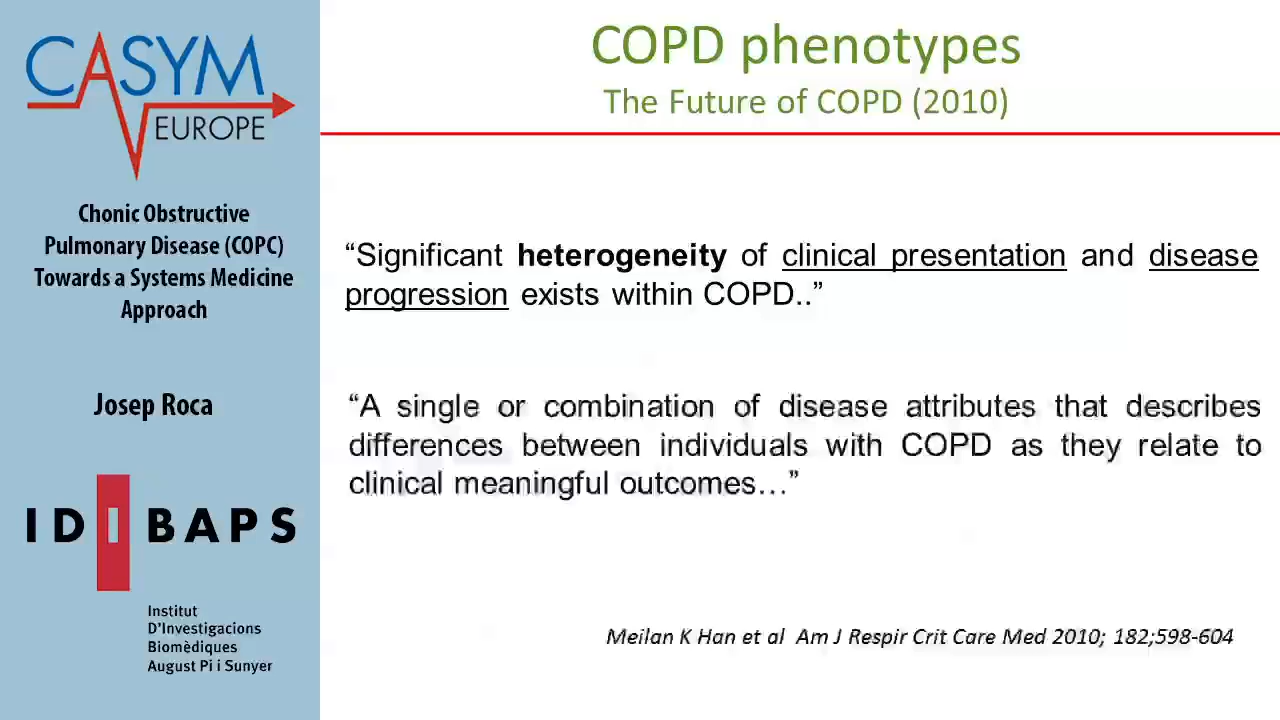 CASYM
EUROPE
Chonic Obstructive
Pulmonary Disease (COPC)
Towards a Systems Medicine
Approach
Josep Roca
IDIBAPS
Institut
D'Investigacions
Biomèdiques
August Pi i Sunyer
COPD phenotypes
The Future of COPD (2010)
“Significant heterogeneity of clinical presentation and disease
progression exists within COPD..”
“A single or combination of disease attributes that describes
differences between individuals with COPD as they relate to
clinical meaningful outcomes…”
Meilan K Han et al Am J Respir Crit Care Med 2010; 182;598-604